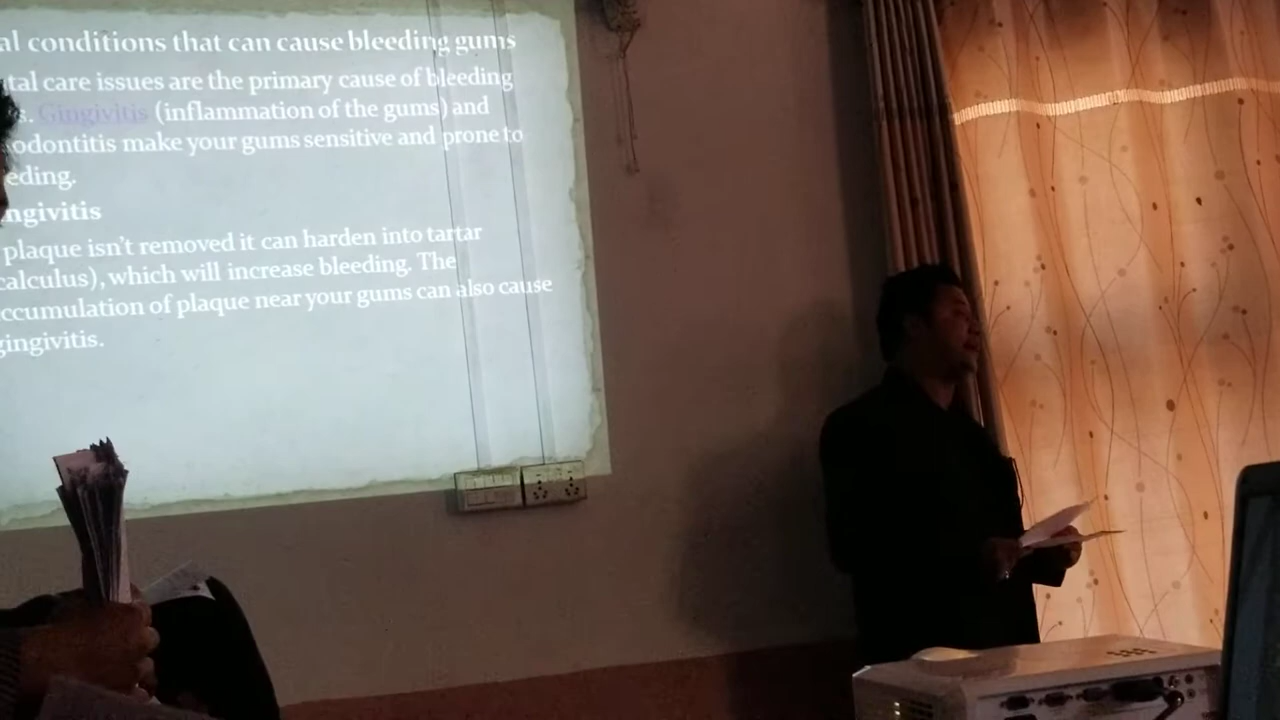 al conditions that can cause bleeding gums
tal care issues are the primary cause of bleeding
s. Gingivitis (inflammation of the gums) and
odontitis make your gums sensitive and prone to
eding.
ngivitis
plaque isn't removed it can harden into tartar
calculus), which will increase bleeding. The
ccumulation of plaque near your gums can also cause
gingivitis.